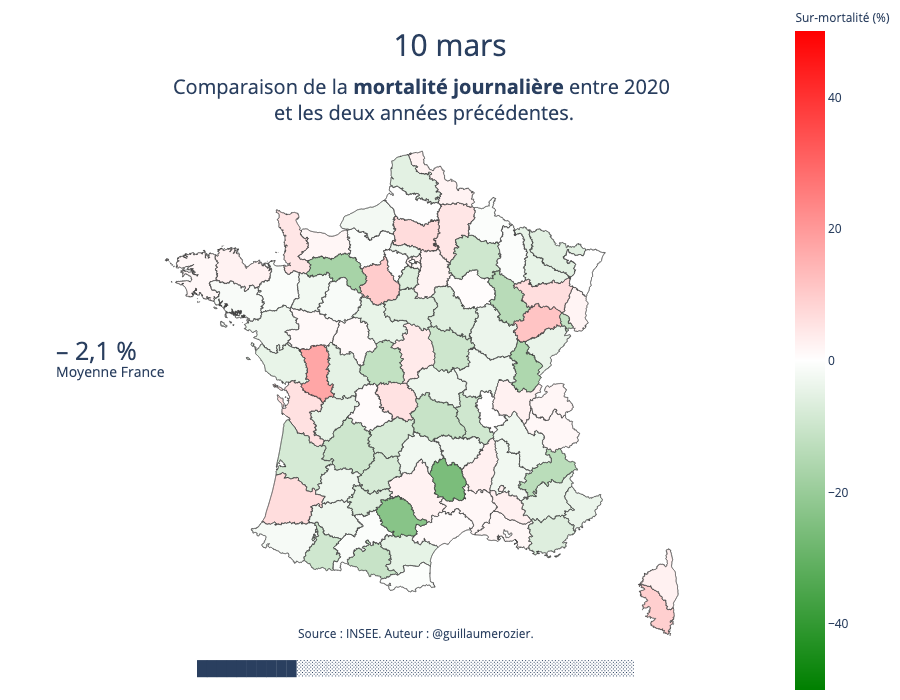 Sur-mortalité (%)
10 mars
Comparaison de la mortalité journalière entre 2020
et les deux années précédentes.
40
20
0
−20
−40
– 2,1 %
Moyenne France
Source : INSEE. Auteur : @guillaumerozier.